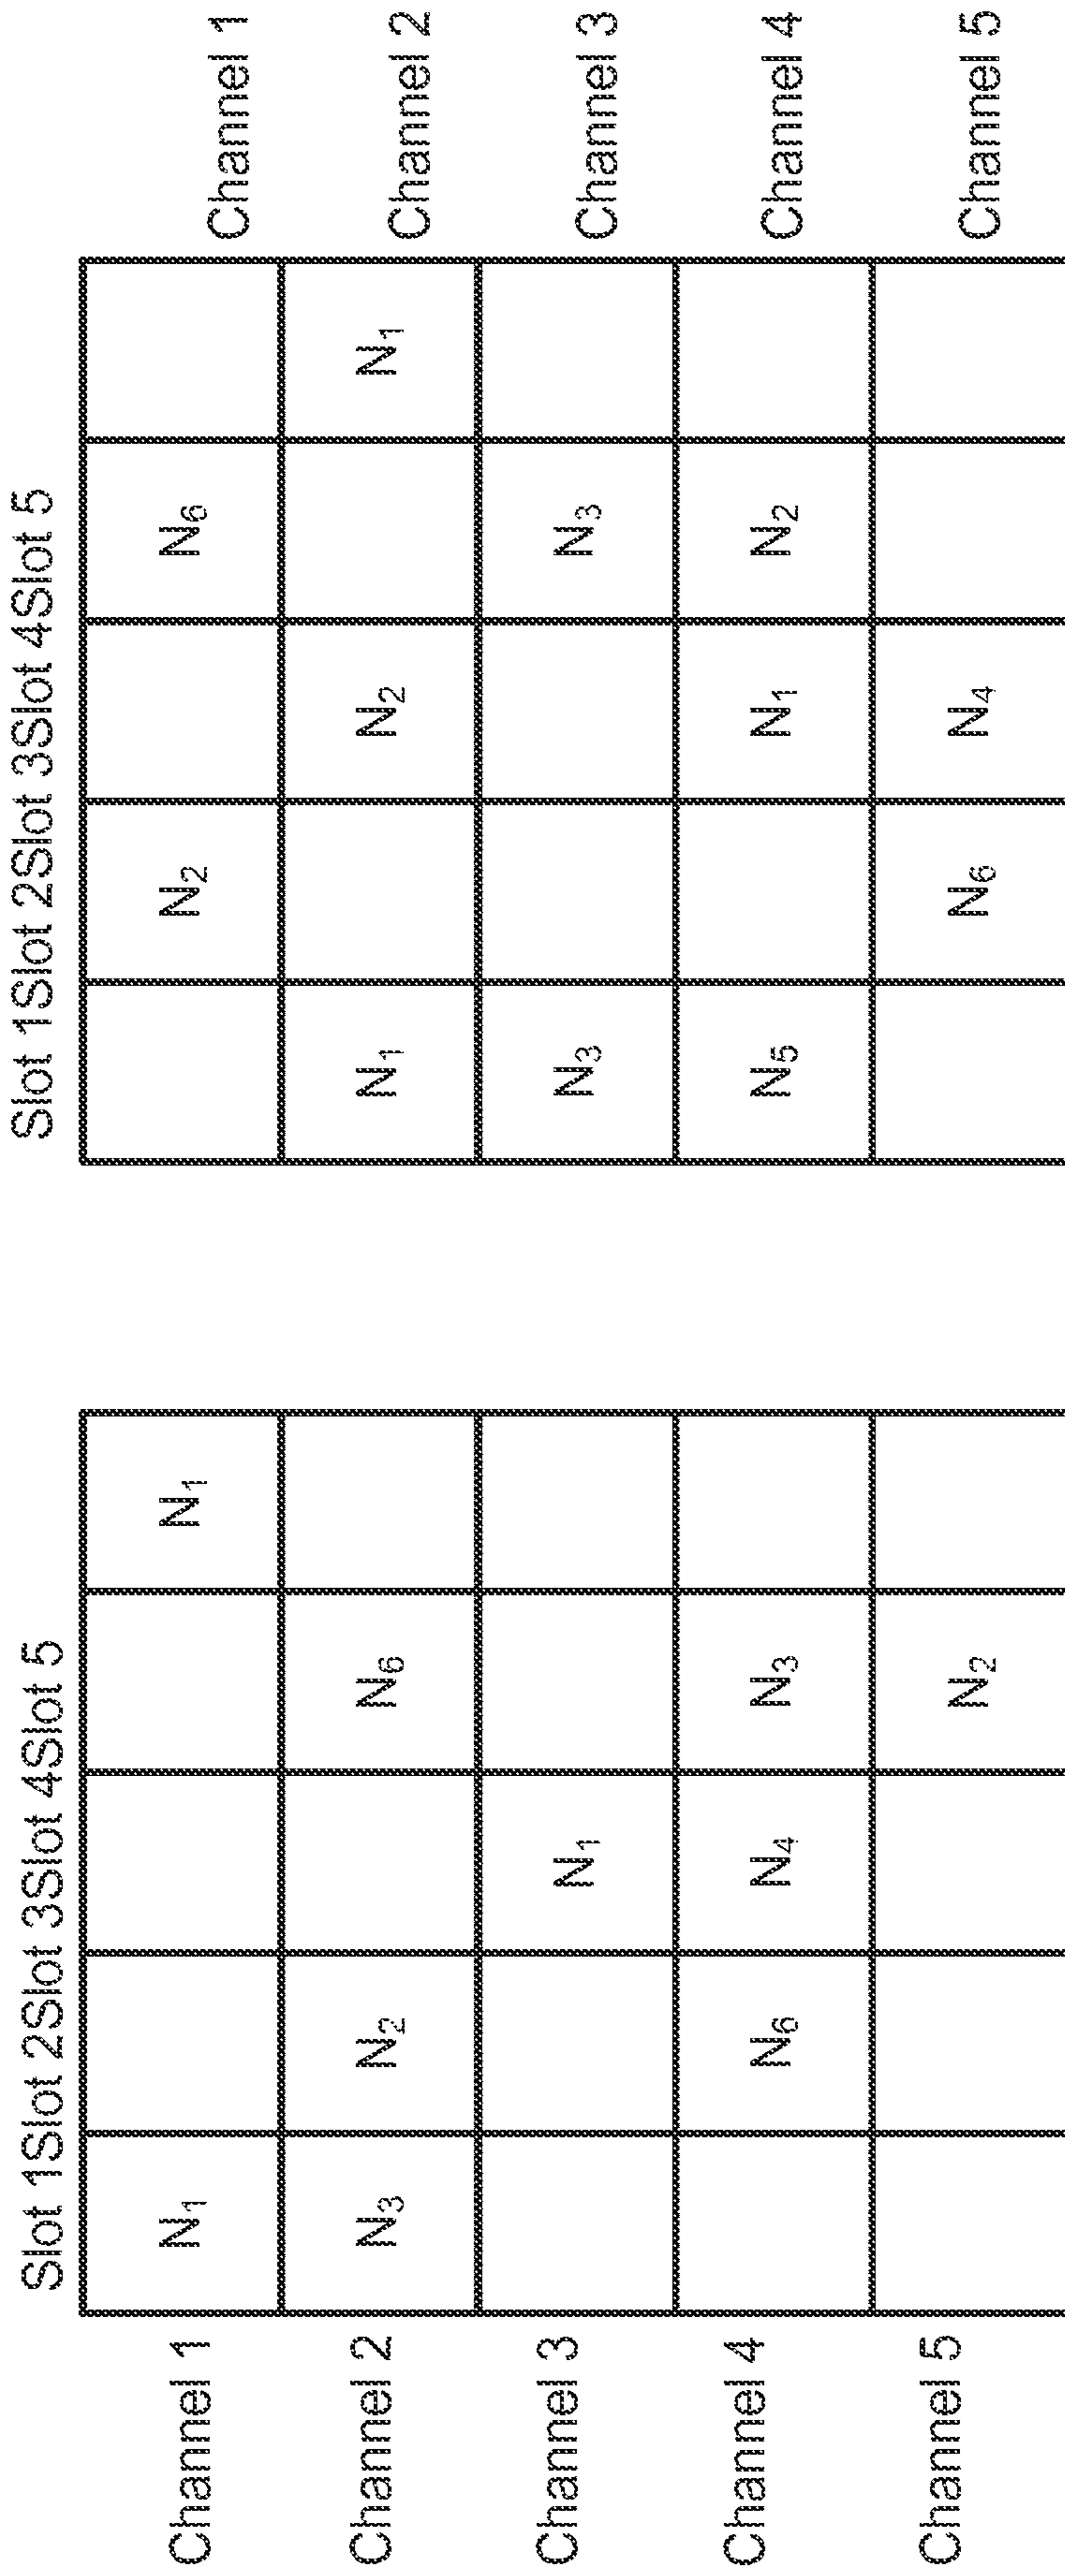 Slot 1Slot 2Slot 3Slot 4Slot 5
Channel 1 N₁ N₁
Channel 2 N₃ N₂ N₆
Channel 3 N₁
Channel 4 N₆ N₄ N₃
Channel 5 N₂
Slot 1Slot 2Slot 3Slot 4Slot 5
N₂ N₆ Channel 1
N₁ N₂ N₁ Channel 2
N₃ N₃ Channel 3
N₅ N₁ N₂ Channel 4
N₆ N₄ Channel 5